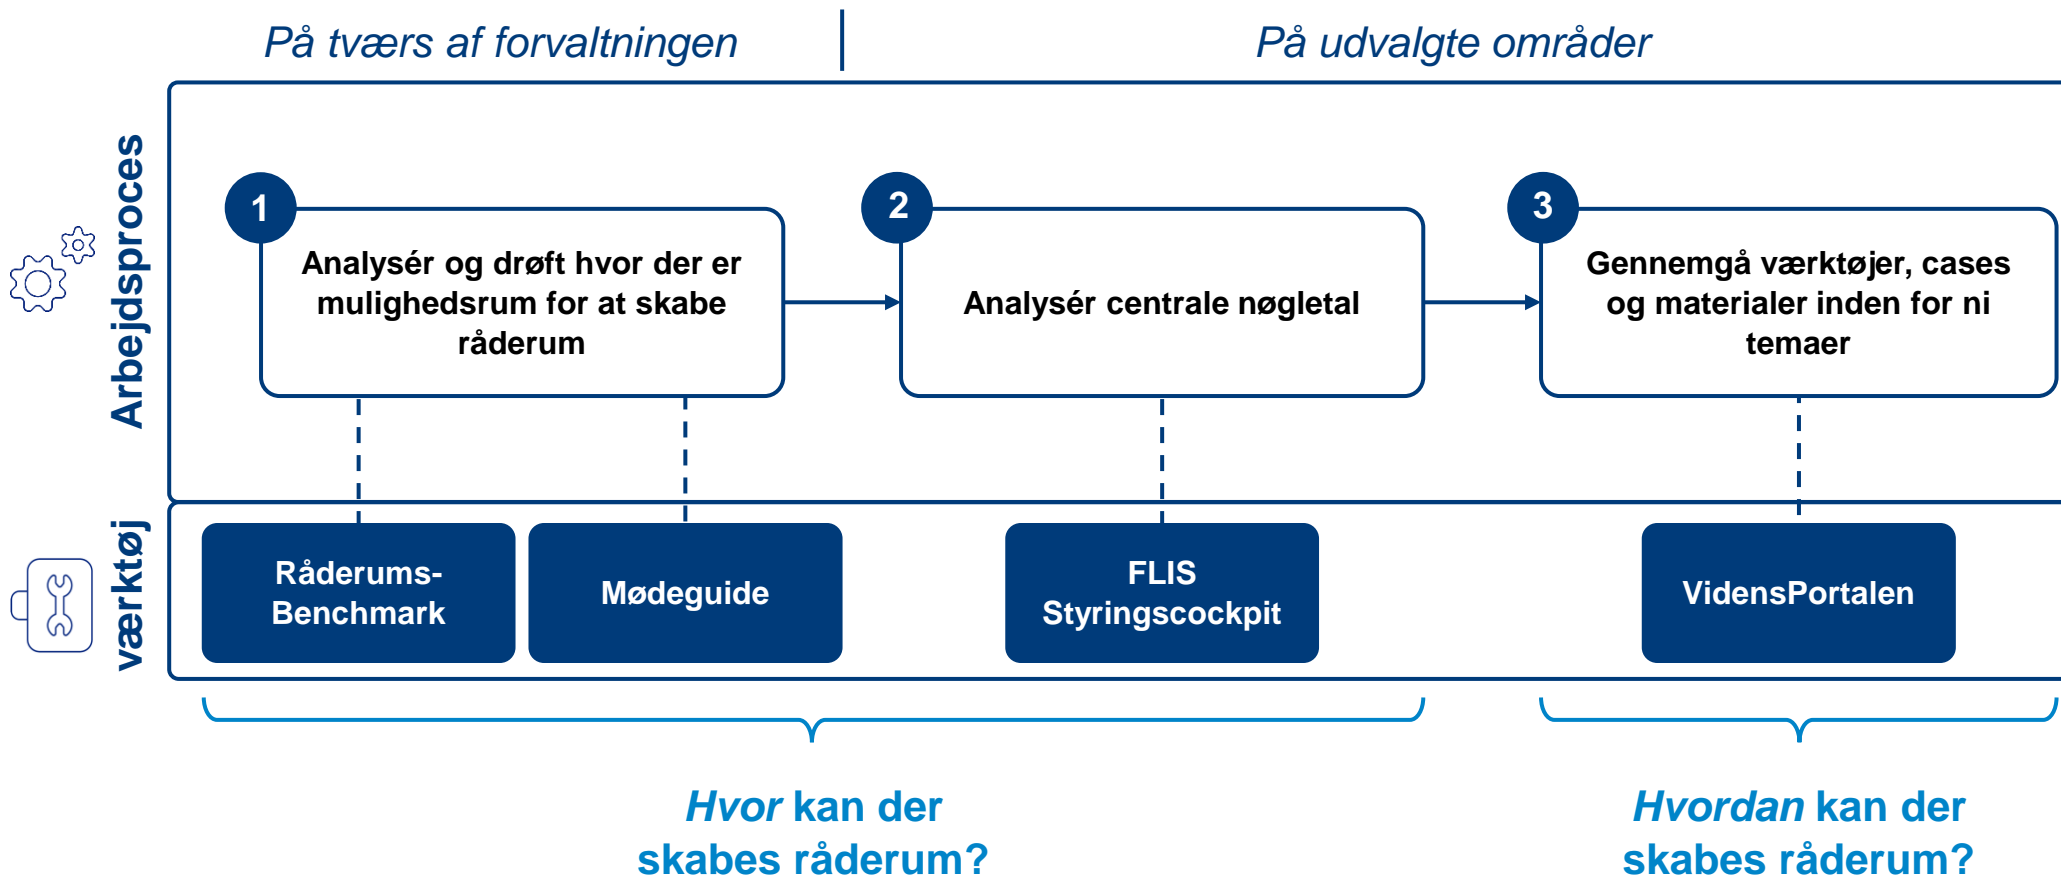 På tværs af forvaltningen
På udvalgte områder
Arbejdsproces
1
Analysér og drøft hvor der er
mulighedsrum for at skabe
råderum
2
Analysér centrale nøgletal
3
Gennemgå værktøjer, cases
og materialer inden for ni
temaer
værktøj
Råderums-
Benchmark
Mødeguide
FLIS
Styringscockpit
VidensPortalen
Hvor kan der
skabes råderum?
Hvordan kan der
skabes råderum?